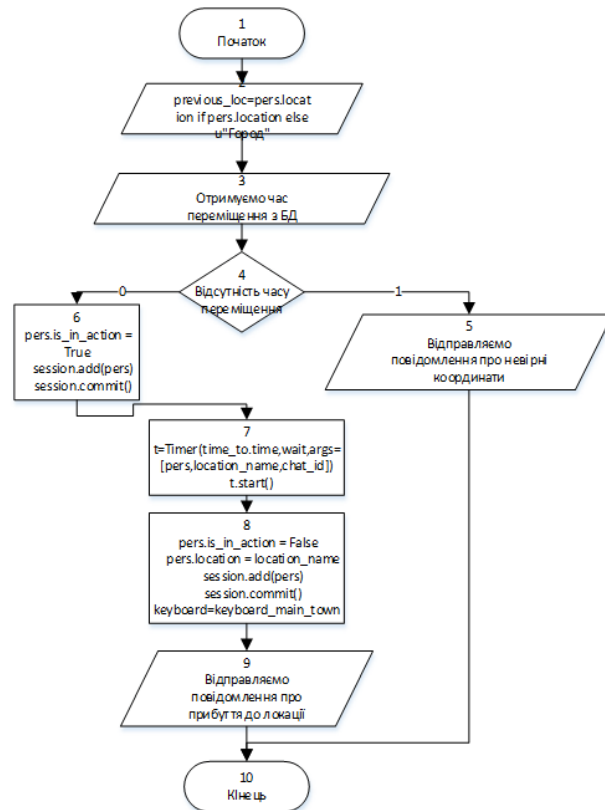 1
Початок
2
previous_loc=pers.locat
ion if pers.location else
u"Город"
3
Отримуємо час
переміщення з БД
4
Відсутність часу
переміщення
0
1
6
pers.is_in_action =
True
session.add(pers)
session.commit()
5
Відправляємо
повідомлення про невірні
координати
7
t=Timer(time_to.time,wait,args=
[pers,location_name,chat_id])
t.start()
8
pers.is_in_action = False
pers.location = location_name
session.add(pers)
session.commit()
keyboard=keyboard_main_town
9
Відправляємо
повідомлення про
прибуття до локації
10
Кінець